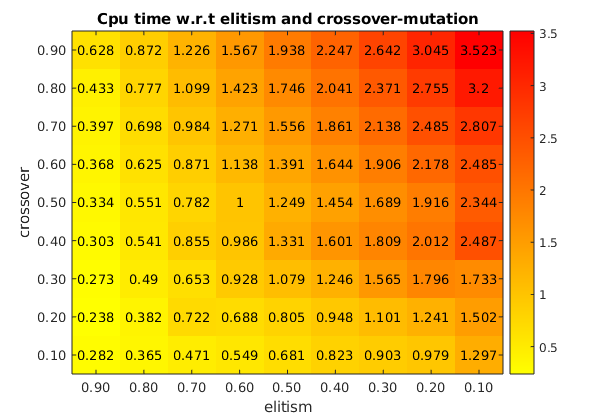 Cpu time w.r.t elitism and crossover-mutation
0.90 0.628 0.872 1.226 1.567 1.938 2.247 2.642 3.045 3.523 3.5
0.80 0.433 0.777 1.099 1.423 1.746 2.041 2.371 2.755 3.2 3
0.70 0.397 0.698 0.984 1.271 1.556 1.861 2.138 2.485 2.807 2.5
0.60 0.368 0.625 0.871 1.138 1.391 1.644 1.906 2.178 2.485 2
0.50 0.334 0.551 0.782 1 1.249 1.454 1.689 1.916 2.344
crossover
0.40 0.303 0.541 0.855 0.986 1.331 1.601 1.809 2.012 2.487 1.5
0.30 0.273 0.49 0.653 0.928 1.079 1.246 1.565 1.796 1.733 1
0.20 0.238 0.382 0.722 0.688 0.805 0.948 1.101 1.241 1.502
0.10 0.282 0.365 0.471 0.549 0.681 0.823 0.903 0.979 1.297 0.5
0.90 0.80 0.70 0.60 0.50 0.40 0.30 0.20 0.10
elitism